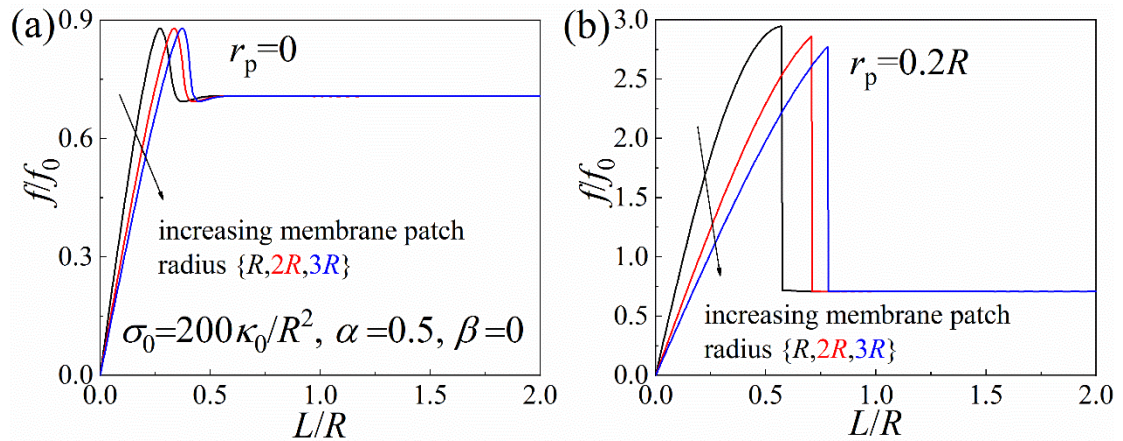 (a)
r_p=0
0.9
0.6
0.3
0.0
f/f_0
increasing membrane patch
radius {R,2R,3R}
σ_0=200κ_0/R^2, α=0.5, β=0
0.0 0.5 1.0 1.5 2.0
L/R
(b)
r_p=0.2R
3.0
2.5
2.0
1.5
1.0
0.5
0.0
f/f_0
increasing membrane patch
radius {R,2R,3R}
0.0 0.5 1.0 1.5 2.0
L/R